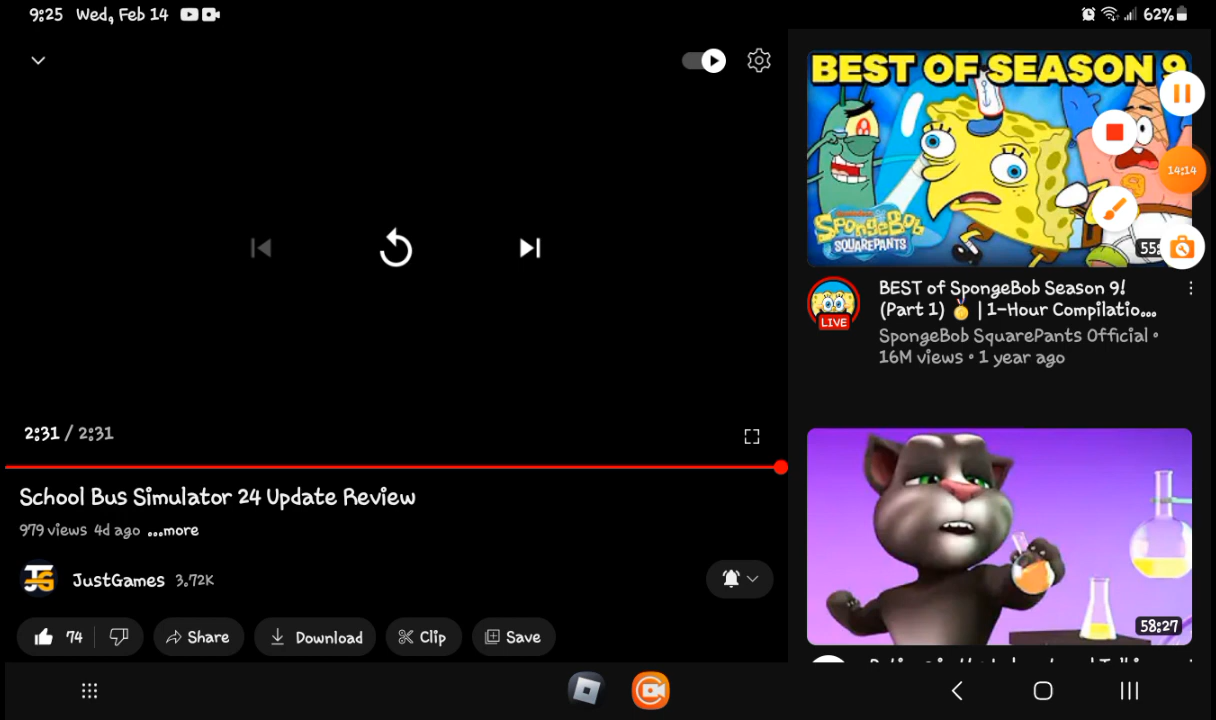 9:25 Wed, Feb 14
62%
2:31 / 2:31
School Bus Simulator 24 Update Review
979 views 4d ago ...more
JustGames 3.72K
74
Share
Download
Clip
Save
BEST OF SEASON 9
SPONGEBOB
SQUAREPANTS
14:14
LIVE
BEST of SpongeBob Season 9!
(Part 1) 🏅 | 1-Hour Compilatio...
SpongeBob SquarePants Official •
16M views • 1 year ago
58:27